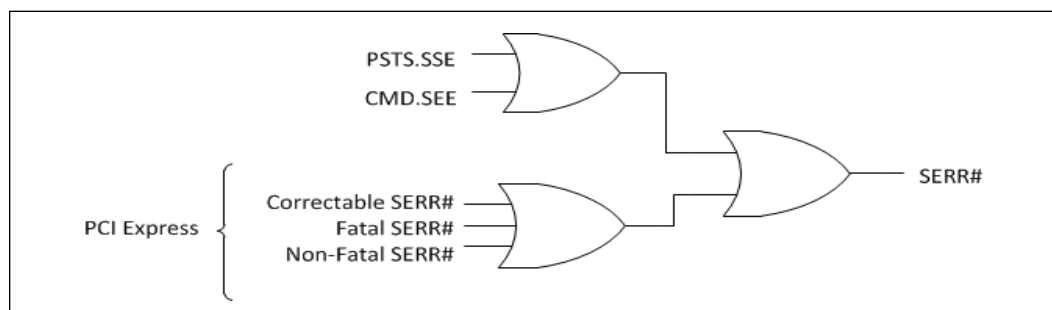 PSTS.SSE
CMD.SEE
SERR#
PCI Express
Correctable SERR#
Fatal SERR#
Non-Fatal SERR#